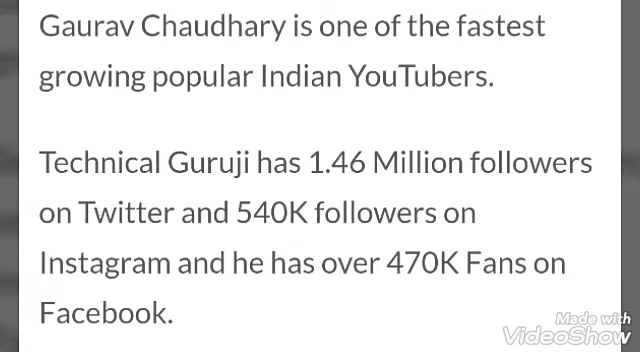 Gaurav Chaudhary is one of the fastest
growing popular Indian YouTubers.
Technical Guruji has 1.46 Million followers
on Twitter and 540K followers on
Instagram and he has over 470K Fans on
Facebook.
Made with
VideoShow